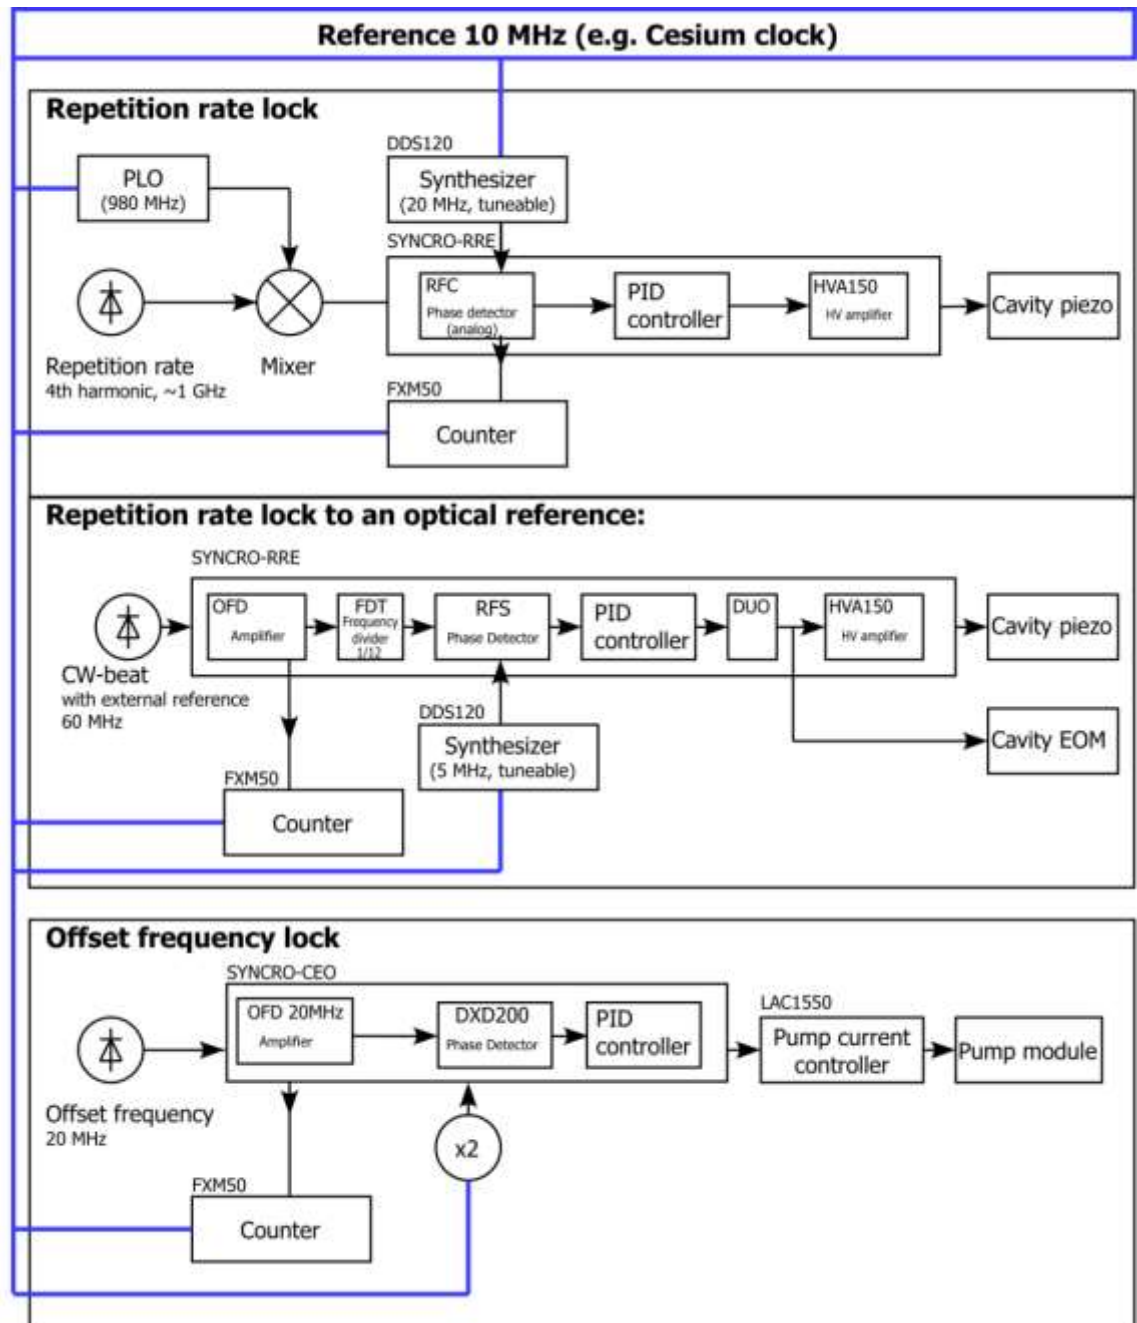 Reference 10 MHz (e.g. Cesium clock)
Repetition rate lock
DDS120
PLO
(980 MHz)
Synthesizer
(20 MHz, tuneable)
SYNCRO-RRE
RFC
Phase detector
(analog)
PID
controller
HVA150
HV amplifier
Cavity piezo
Repetition rate
4th harmonic, ~1 GHz
Mixer
FXM50
Counter
Repetition rate lock to an optical reference:
SYNCRO-RRE
OFD
Amplifier
FDT
Frequency
divider
1/12
RFS
Phase Detector
PID
controller
DUO
HVA150
HV amplifier
Cavity piezo
CW-beat
with external reference
60 MHz
DDS120
Synthesizer
(5 MHz, tuneable)
Cavity EOM
FXM50
Counter
Offset frequency lock
SYNCRO-CEO
OFD 20MHz
Amplifier
DXD200
Phase Detector
PID
controller
LAC1550
Pump current
controller
Pump module
Offset frequency
20 MHz
x2
FXM50
Counter